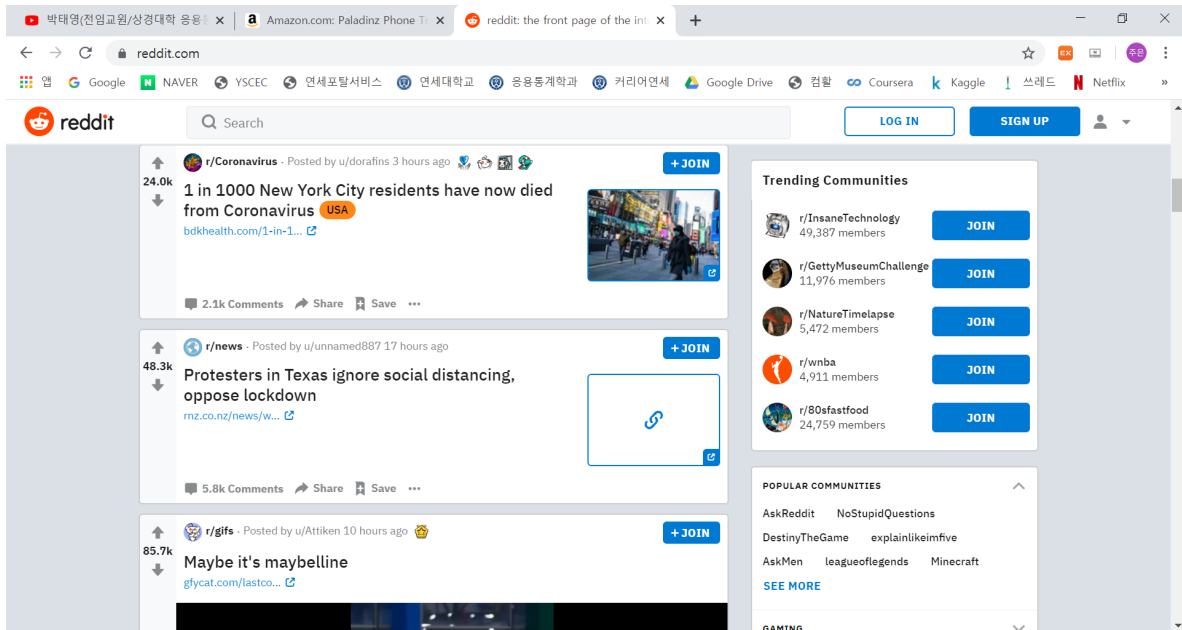 박태영(전임교원/상경대학 응용통
Amazon.com: Paladinz Phone Tr
reddit: the front page of the int
reddit.com
EX
주은
앱 Google NAVER YSCEC 연세포탈서비스 연세대학교 응용통계학과 커리어연세 Google Drive 컴활 Coursera Kaggle 쓰레드 Netflix »
reddit
Search
LOG IN
SIGN UP
24.0k
r/Coronavirus · Posted by u/dorafins 3 hours ago
+ JOIN
1 in 1000 New York City residents have now died
from Coronavirus USA
bdkhealth.com/1-in-1...
2.1k Comments Share Save ...
48.3k
r/news · Posted by u/unnamed887 17 hours ago
+ JOIN
Protesters in Texas ignore social distancing,
oppose lockdown
rnz.co.nz/news/w...
5.8k Comments Share Save ...
85.7k
r/gifs · Posted by u/Attiken 10 hours ago
+ JOIN
Maybe it's maybelline
gfycat.com/lastco...
Trending Communities
r/InsaneTechnology
49,387 members
JOIN
r/GettyMuseumChallenge
11,976 members
JOIN
r/NatureTimelapse
5,472 members
JOIN
r/wnba
4,911 members
JOIN
r/80sfastfood
24,759 members
JOIN
POPULAR COMMUNITIES
AskReddit NoStupidQuestions
DestinyTheGame explainlikeimfive
AskMen leagueoflegends Minecraft
SEE MORE
GAMING